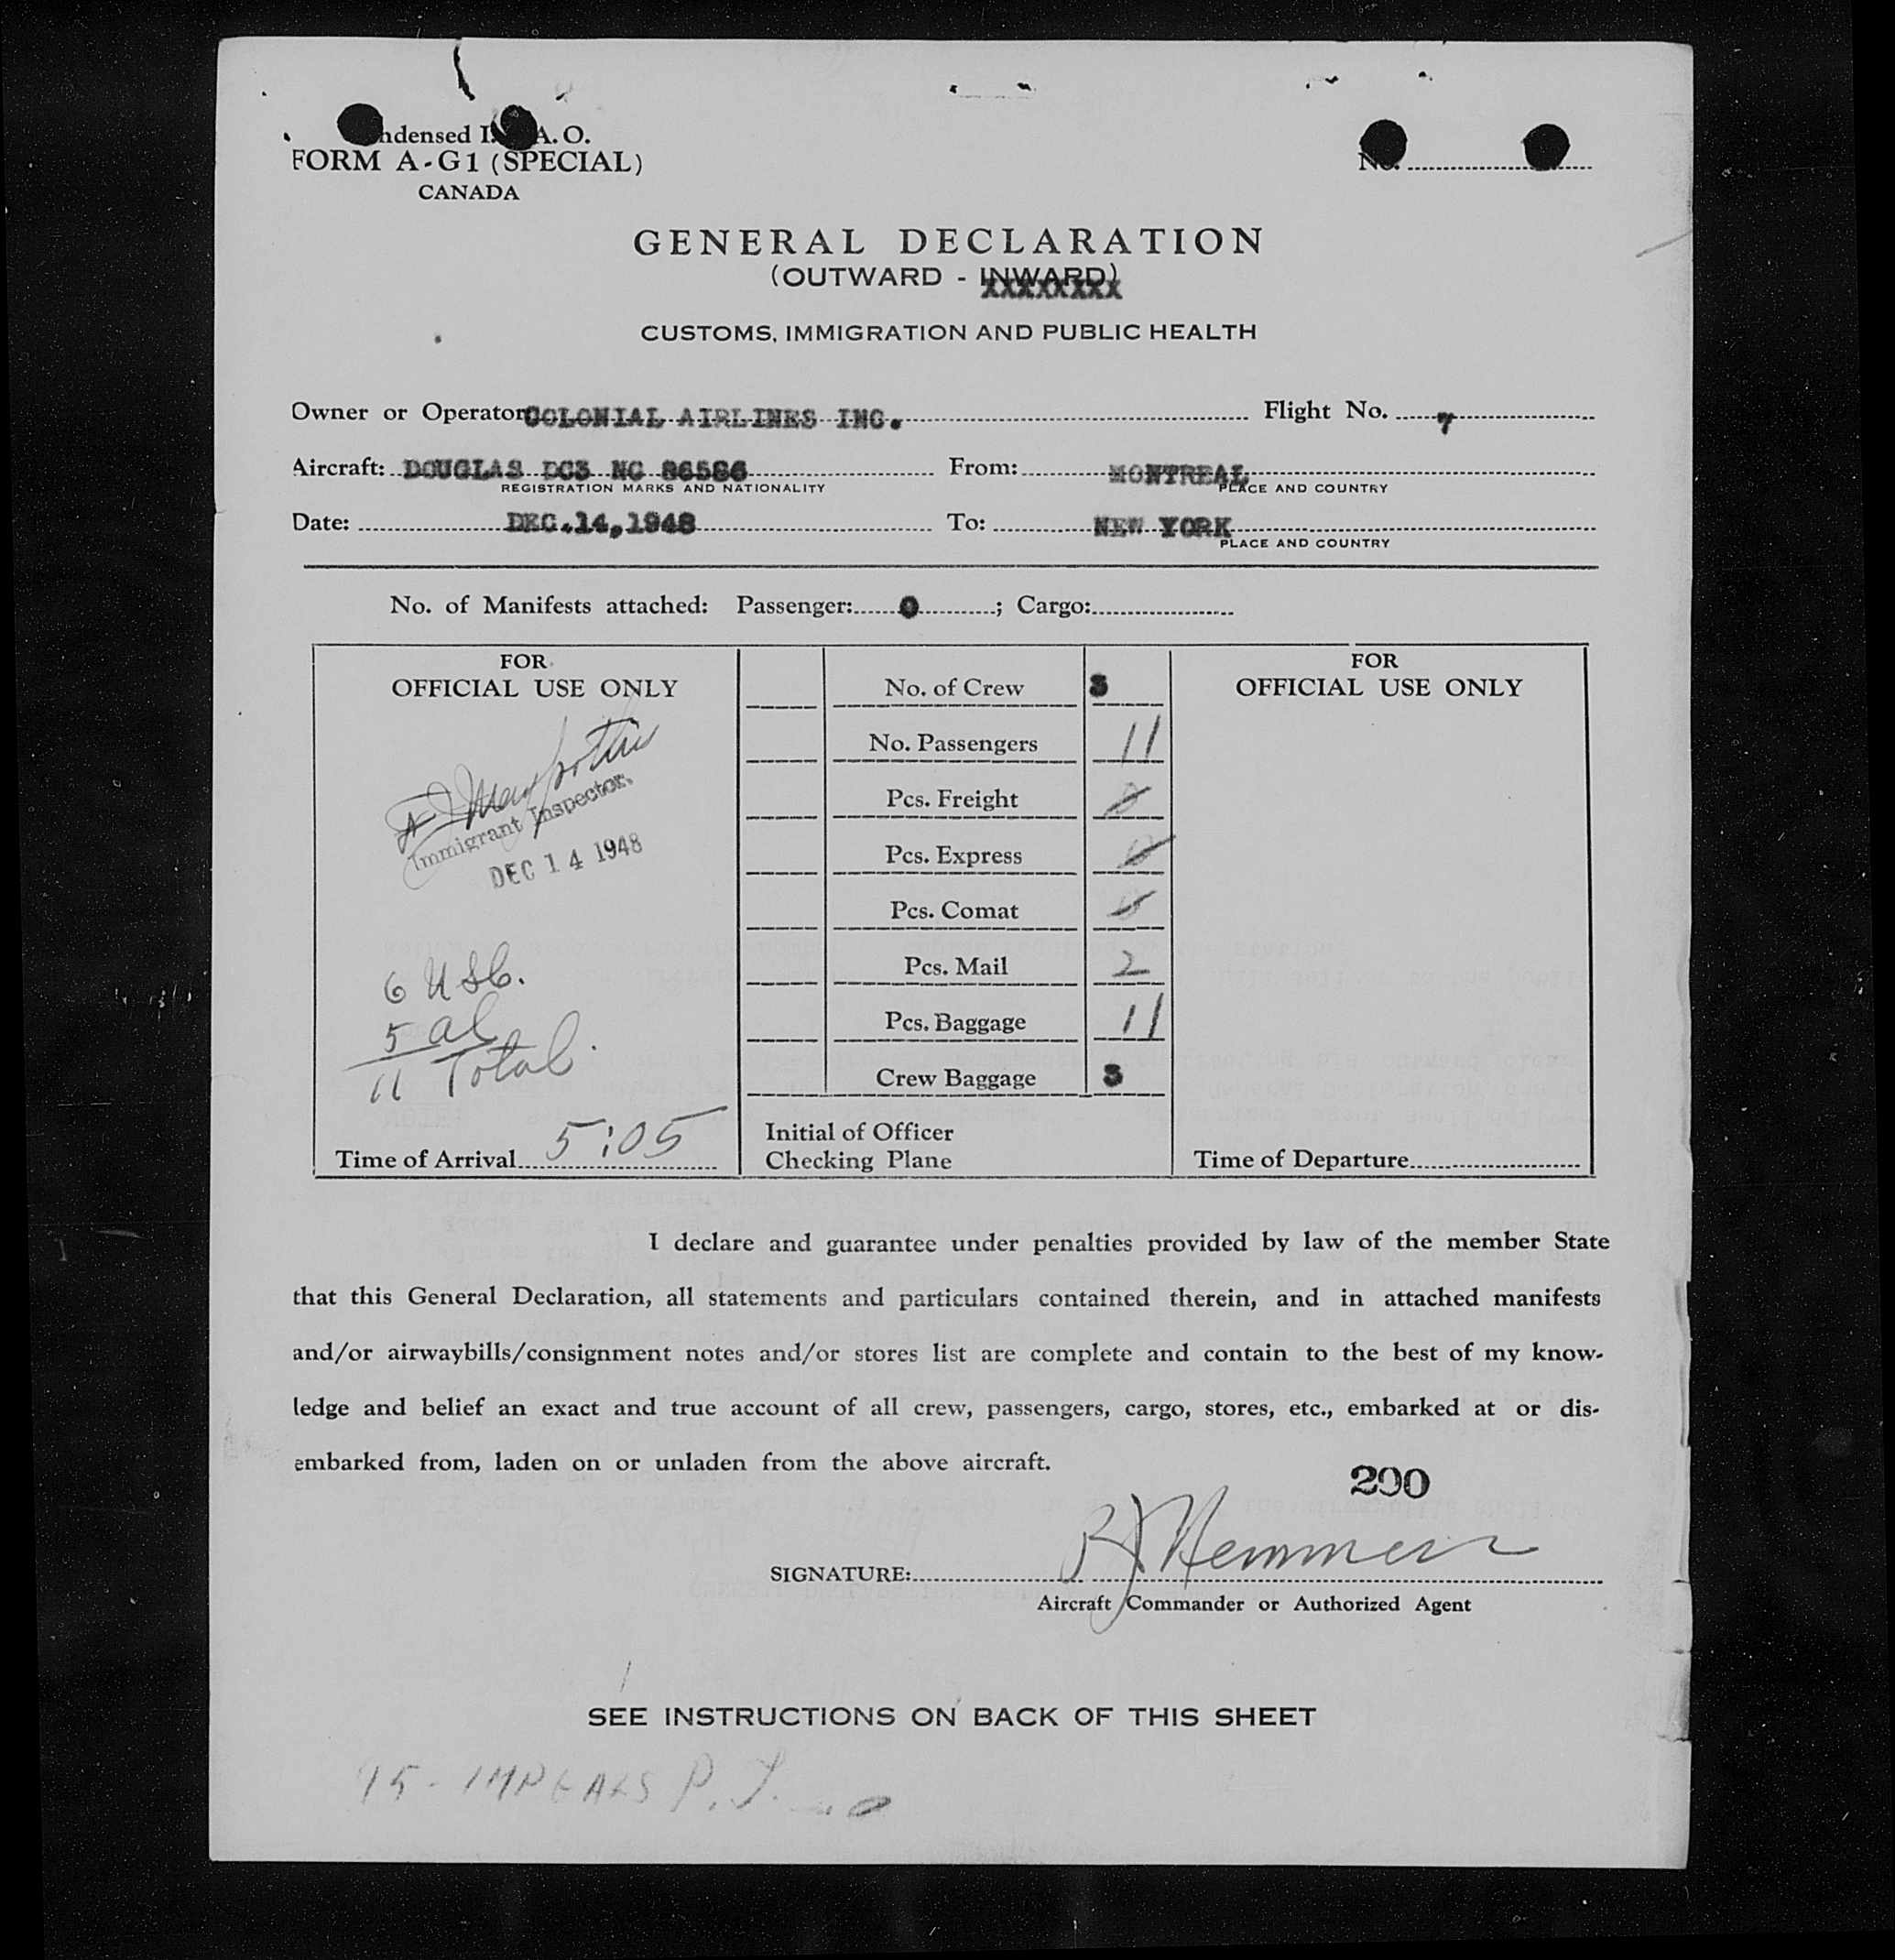 ndensed I. A. O.
FORM A-G1 (SPECIAL)
CANADA
No.
GENERAL DECLARATION
(OUTWARD - INWARD)
XXXXXXXX
CUSTOMS, IMMIGRATION AND PUBLIC HEALTH
Owner or Operator COLONIAL AIRLINES INC. Flight No. 7
Aircraft: DOUGLAS DC3 NC 86586 From: MONTREAL
REGISTRATION MARKS AND NATIONALITY PLACE AND COUNTRY
Date: DEC.14,1948 To: NEW YORK
PLACE AND COUNTRY
No. of Manifests attached: Passenger: 0; Cargo:
FOR
OFFICIAL USE ONLY
Immigrant Inspector.
DEC 14 1948
6 USC.
5 al
11 Total.
Time of Arrival 5:05
No. of Crew 3
No. Passengers 11
Pcs. Freight
Pcs. Express
Pcs. Comat
Pcs. Mail 2
Pcs. Baggage 11
Crew Baggage 3
Initial of Officer
Checking Plane
FOR
OFFICIAL USE ONLY
Time of Departure
I declare and guarantee under penalties provided by law of the member State
that this General Declaration, all statements and particulars contained therein, and in attached manifests
and/or airwaybills/consignment notes and/or stores list are complete and contain to the best of my know-
ledge and belief an exact and true account of all crew, passengers, cargo, stores, etc., embarked at or dis-
embarked from, laden on or unladen from the above aircraft.
290
SIGNATURE:
Aircraft Commander or Authorized Agent
SEE INSTRUCTIONS ON BACK OF THIS SHEET